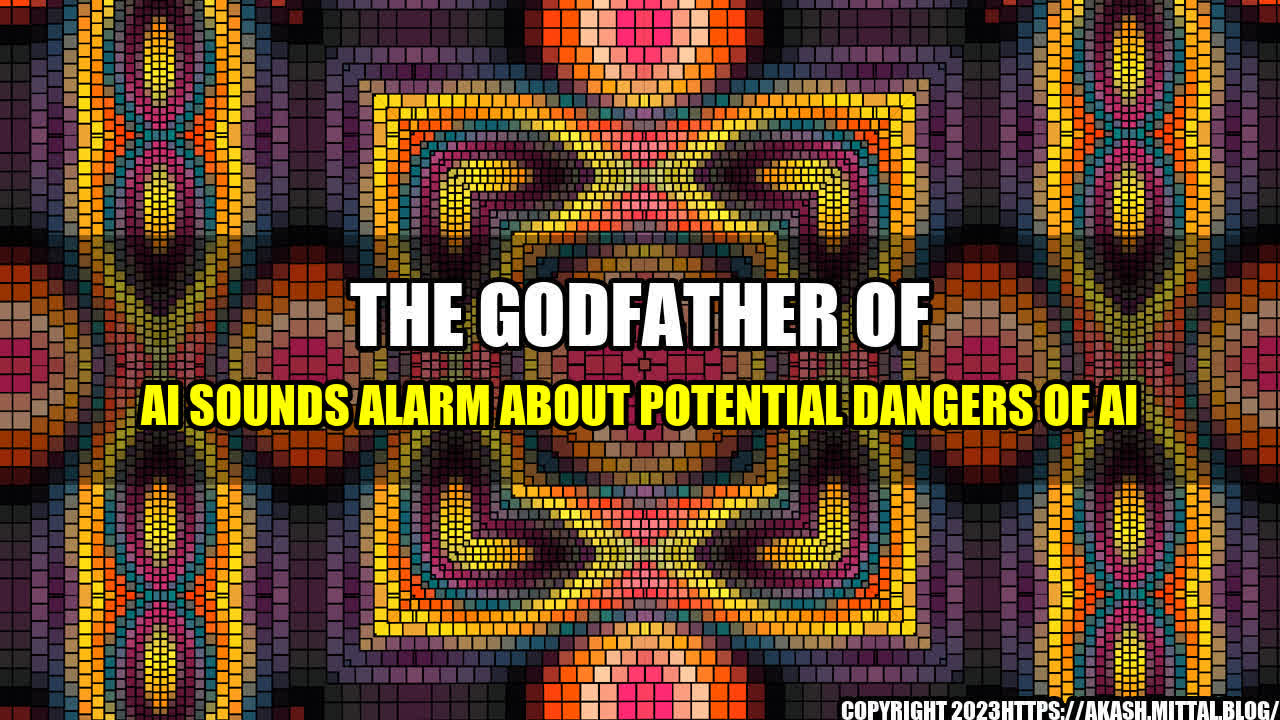 THE GODFATHER OF
AI SOUNDS ALARM ABOUT POTENTIAL DANGERS OF AI
COPYRIGHT 2023HTTPS://AKASH.MITTAL.BLOG/